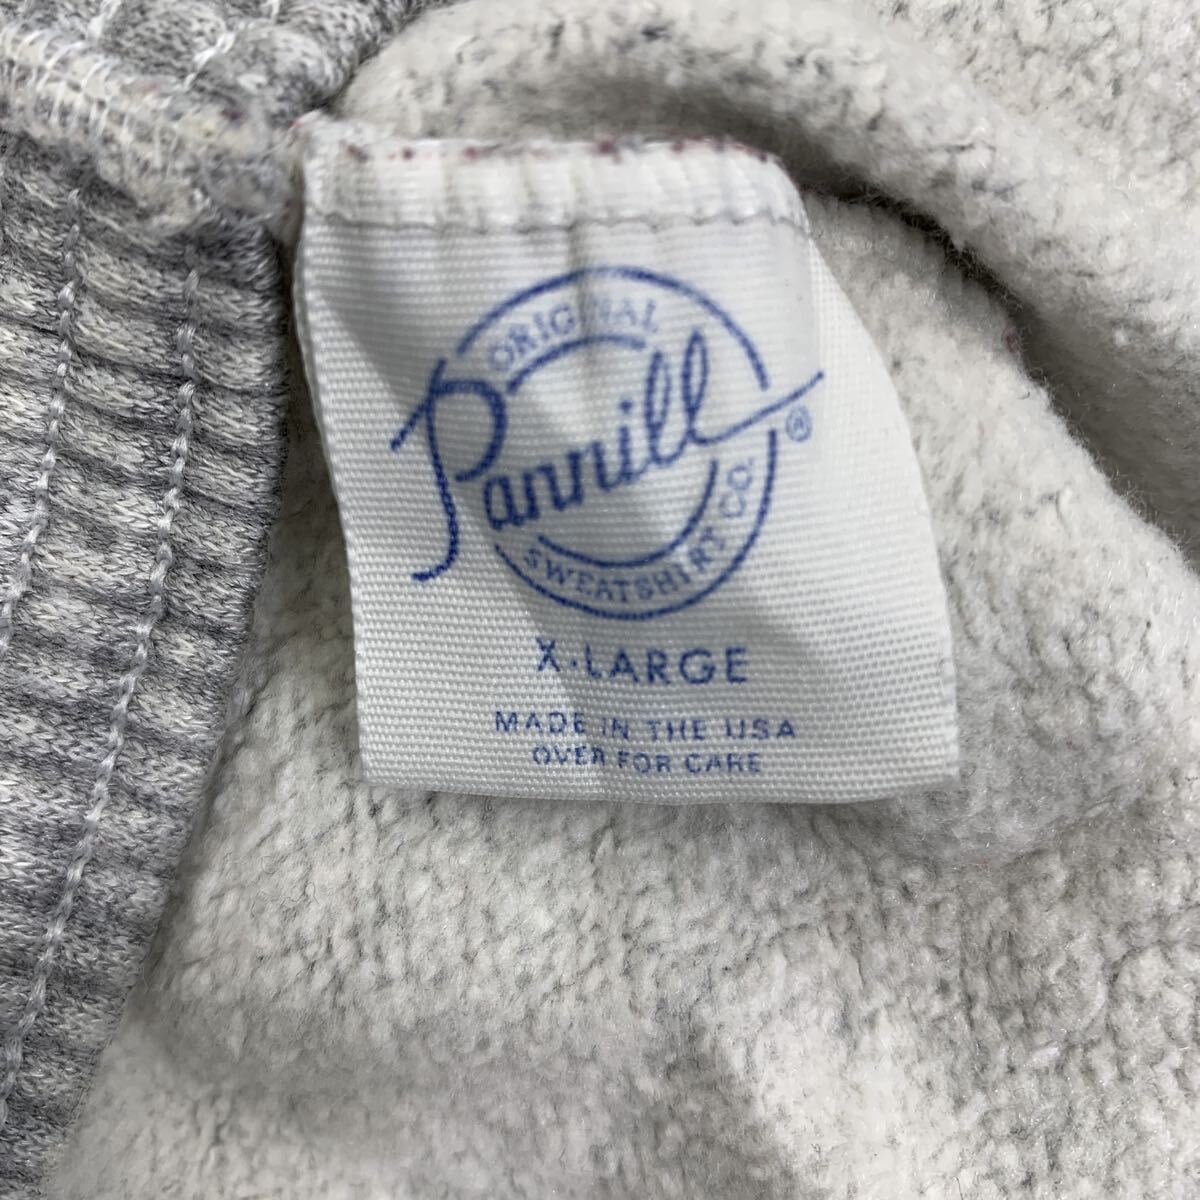 ORIGINAL
Pannill®
SWEATSHIRT CO.
X-LARGE
MADE IN THE USA
OVER FOR CARE